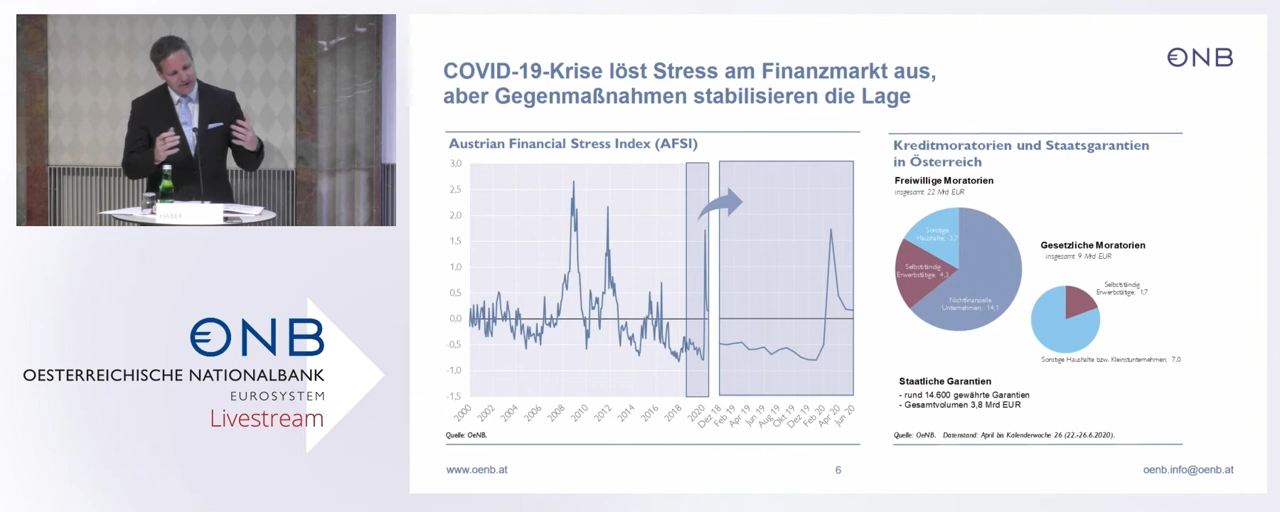 HABER
ONB
OESTERREICHISCHE NATIONALBANK
EUROSYSTEM
Livestream
ONB
COVID-19-Krise löst Stress am Finanzmarkt aus,
aber Gegenmaßnahmen stabilisieren die Lage
Austrian Financial Stress Index (AFSI)
3,0
2,5
2,0
1,5
1,0
0,5
0,0
-0,5
-1,0
-1,5
2000
2002
2004
2006
2008
2010
2012
2014
2016
2018
2020
Dez 18
Feb 19
Apr 19
Jun 19
Aug 19
Okt 19
Dez 19
Feb 20
Apr 20
Jun 20
Quelle: OeNB.
Kreditmoratorien und Staatsgarantien
in Österreich
Freiwillige Moratorien
insgesamt 22 Mrd EUR
Sonstige
Haushalte; 3,7
Selbstständig
Erwerbstätige; 4,3
Nichtfinanzielle
Unternehmen; 14,1
Gesetzliche Moratorien
insgesamt 9 Mrd EUR
Selbstständig
Erwerbstätige; 1,7
Sonstige Haushalte bzw. Kleinstunternehmen; 7,0
Staatliche Garantien
- rund 14.600 gewährte Garantien
- Gesamtvolumen 3,8 Mrd EUR
Quelle: OeNB. Datenstand: April bis Kalenderwoche 26 (22.-26.6.2020).
www.oenb.at
6
oenb.info@oenb.at